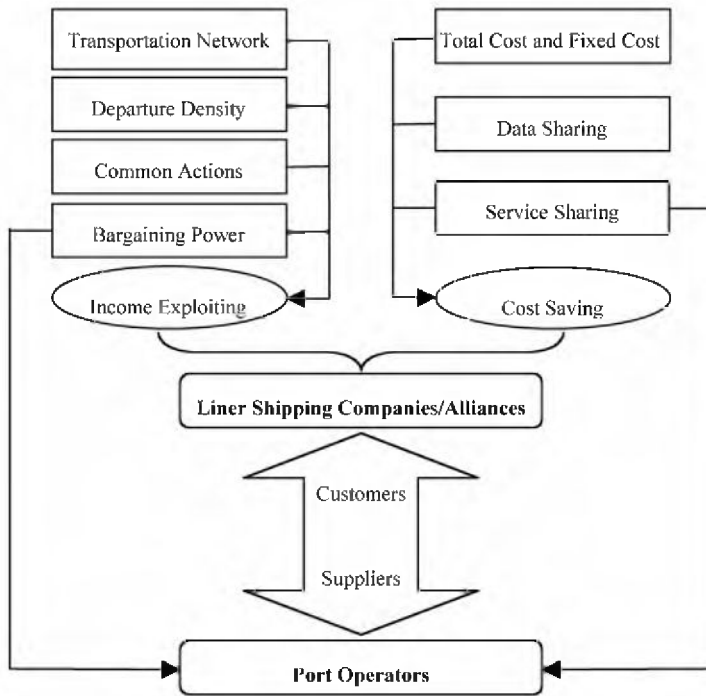 Transportation Network
Departure Density
Common Actions
Bargaining Power
Income Exploiting
Total Cost and Fixed Cost
Data Sharing
Service Sharing
Cost Saving
Liner Shipping Companies/Alliances
Customers
Suppliers
Port Operators